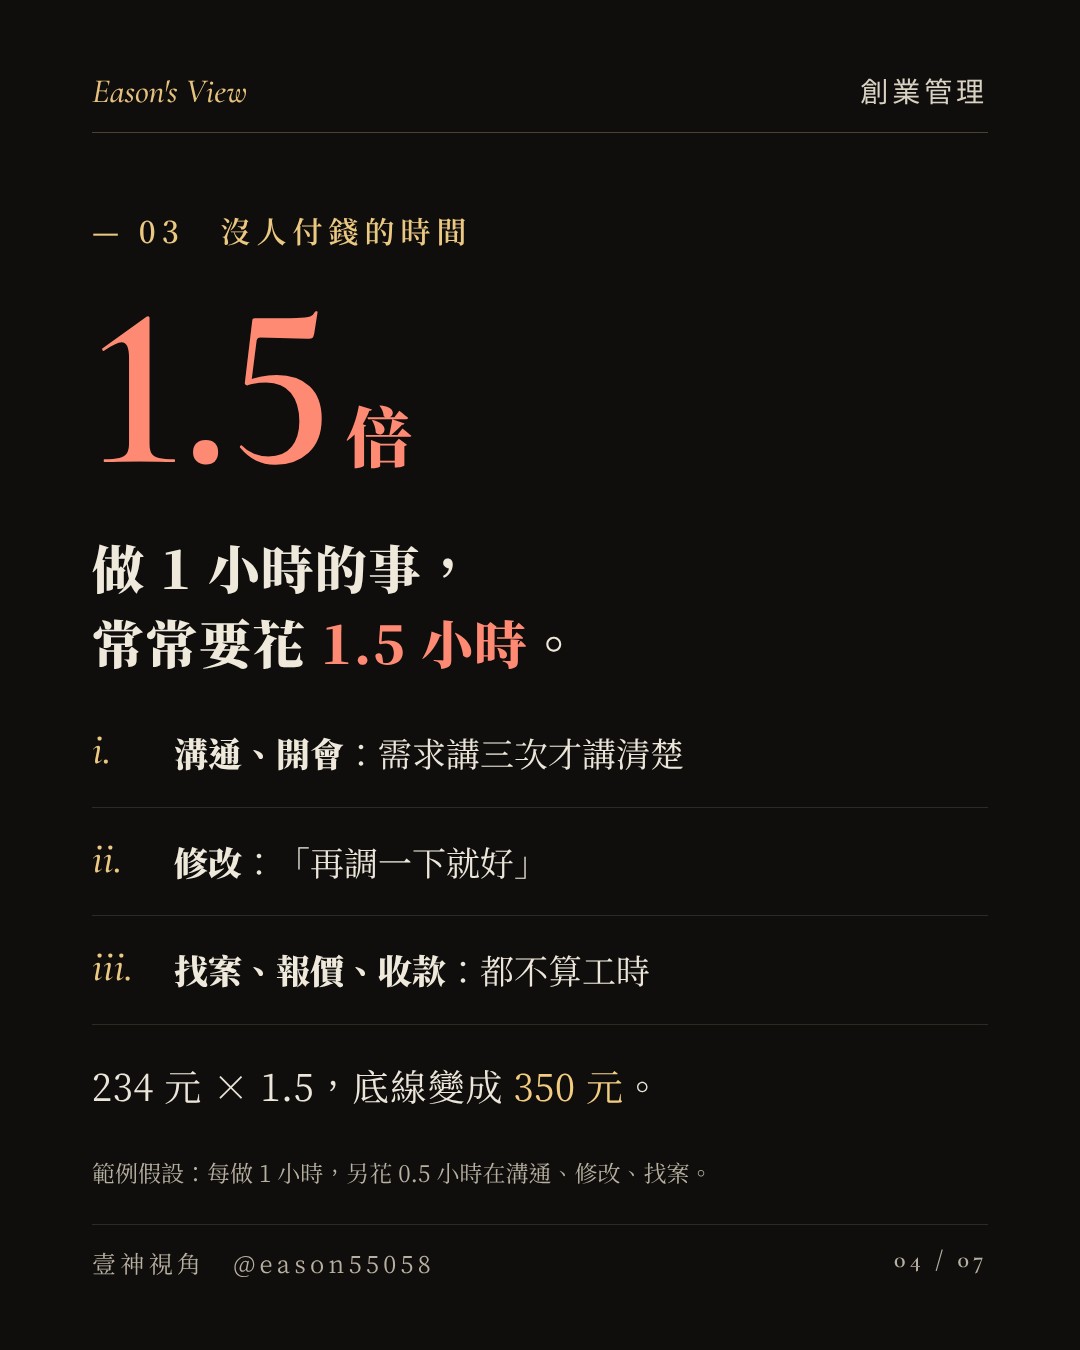 Eason's View
創業管理
— 03 沒人付錢的時間
1.5倍
做 1 小時的事，
常常要花 1.5 小時。
i. 溝通、開會：需求講三次才講清楚
ii. 修改：「再調一下就好」
iii. 找案、報價、收款：都不算工時
234 元 × 1.5，底線變成 350 元。
範例假設：每做 1 小時，另花 0.5 小時在溝通、修改、找案。
壹神視角 @eason55058
04 / 07